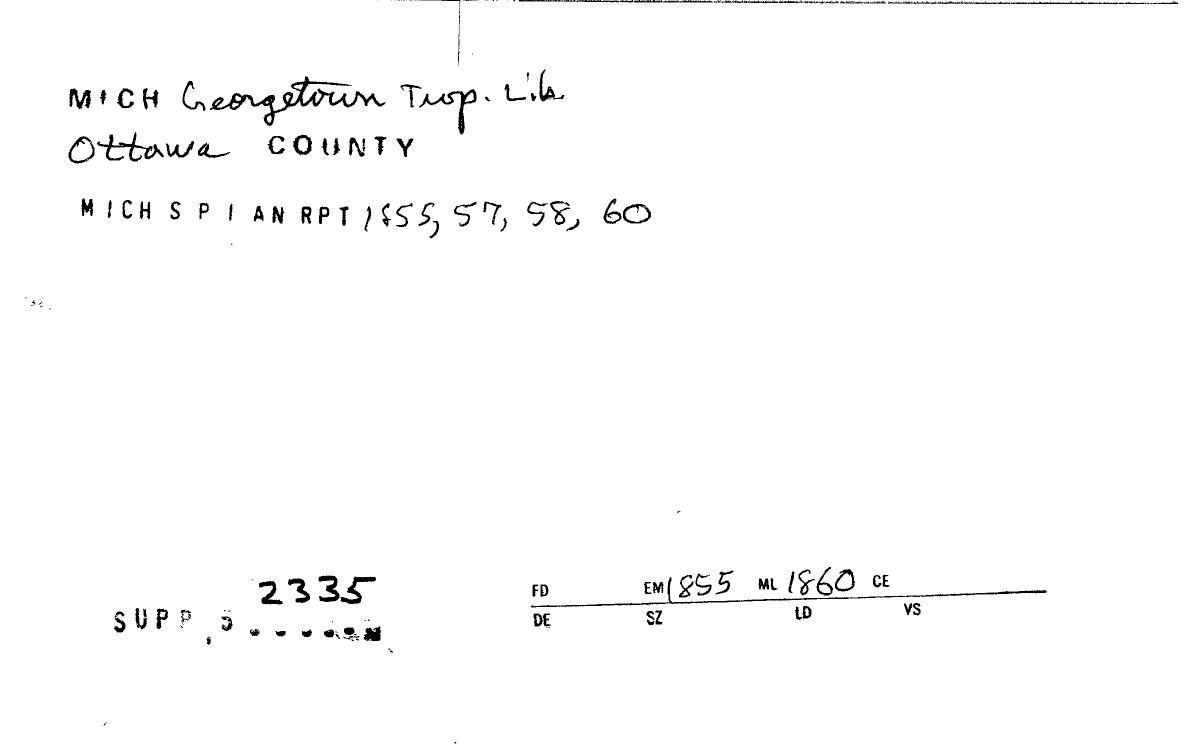 MICH Georgetown Twp. Lib.
Ottawa COUNTY
MICH S P I AN RPT 1855, 57, 58, 60
2335
SUPP, 5......N
FD EM 1855 ML 1860 CE
DE SZ LD VS